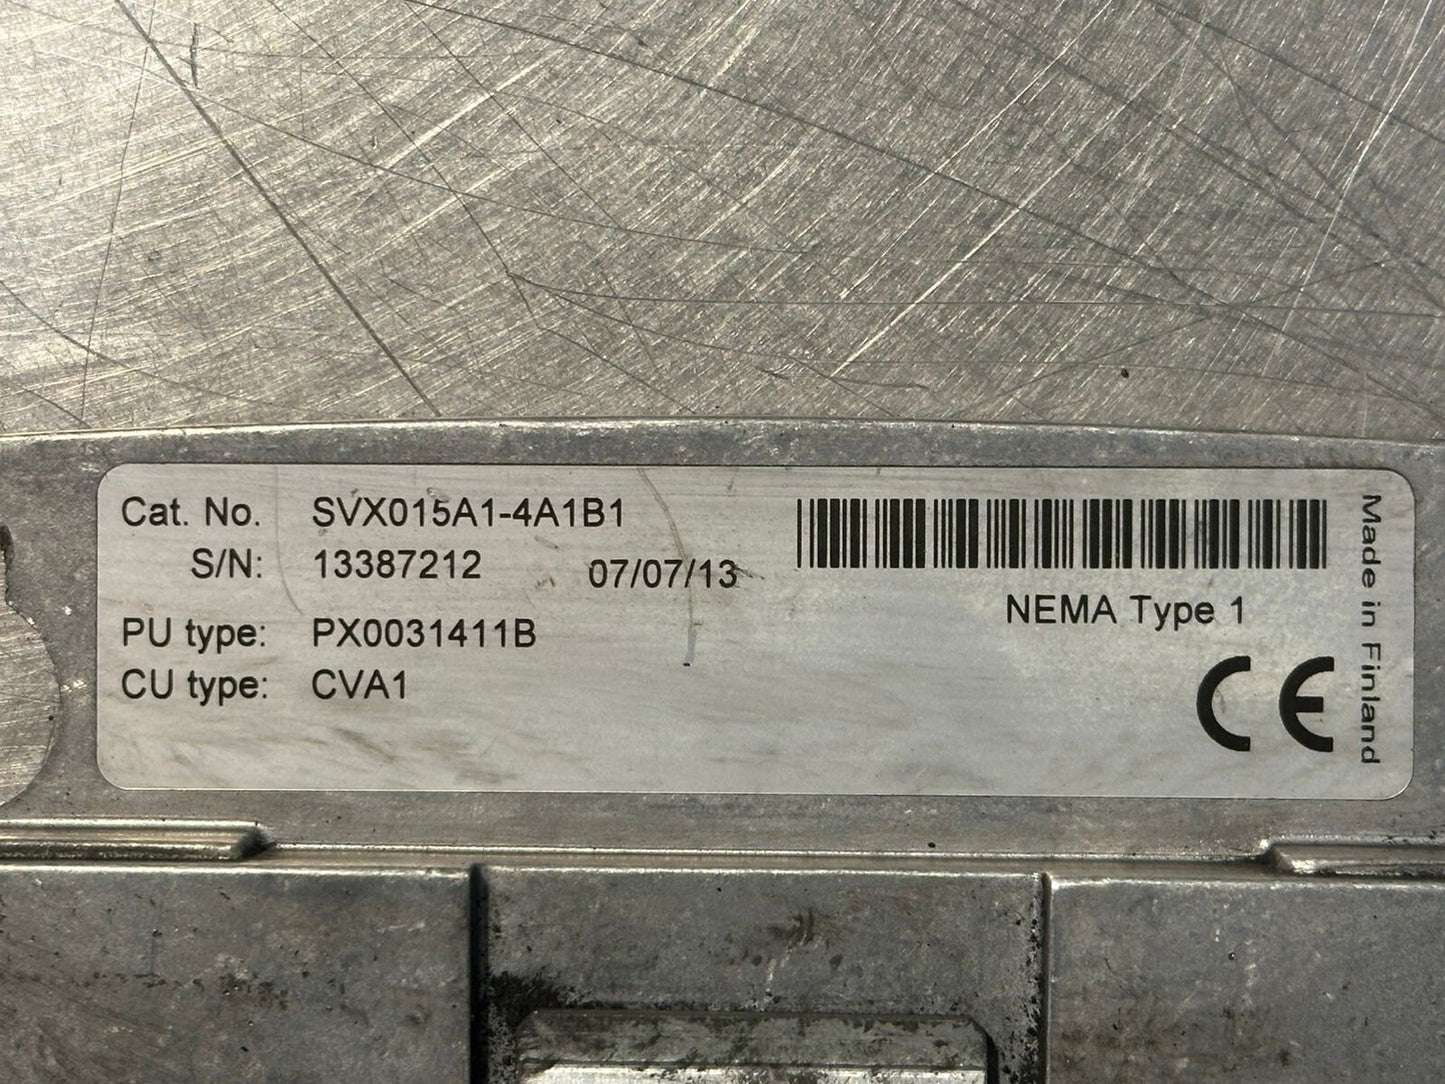 Cat. No. SVX015A1-4A1B1
S/N: 13387212 07/07/13
PU type: PX0031411B
CU type: CVA1
NEMA Type 1
CE
Made in Finland